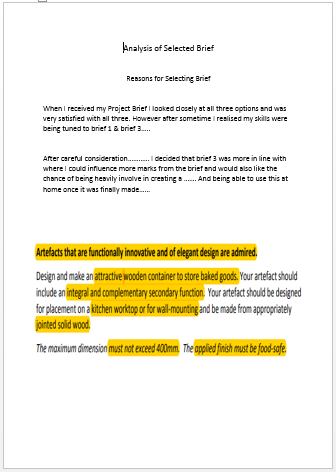 Analysis of Selected Brief
Reasons for Selecting Brief
When I received my Project Brief I looked closely at all three options and was
very satisfied with all three. However after sometime I realised my skills were
being tuned to brief 1 & brief 3.....
After careful consideration............ I decided that brief 3 was more in line with
where I could influence more marks from the brief and would also like the
chance of being heavily involve in creating a ....... And being able to use this at
home once it was finally made......
Artefacts that are functionally innovative and of elegant design are admired.
Design and make an attractive wooden container to store baked goods. Your artefact should
include an integral and complementary secondary function. Your artefact should be designed
for placement on a kitchen worktop or for wall-mounting and be made from appropriately
jointed solid wood.
The maximum dimension must not exceed 400mm. The applied finish must be food-safe.